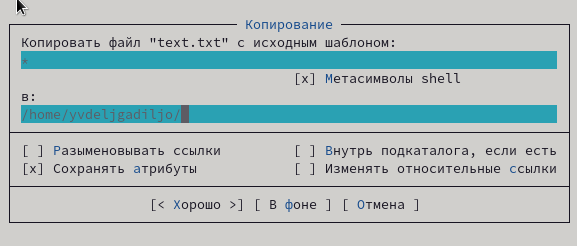 Копирование
Копировать файл "text.txt" с исходным шаблоном:
*
[x] Метасимволы shell
в:
/home/yvdeljgadiljo/
[ ] Разыменовывать ссылки [ ] Внутрь подкаталога, если есть
[x] Сохранять атрибуты [ ] Изменять относительные ссылки
[< Хорошо >] [ В фоне ] [ Отмена ]